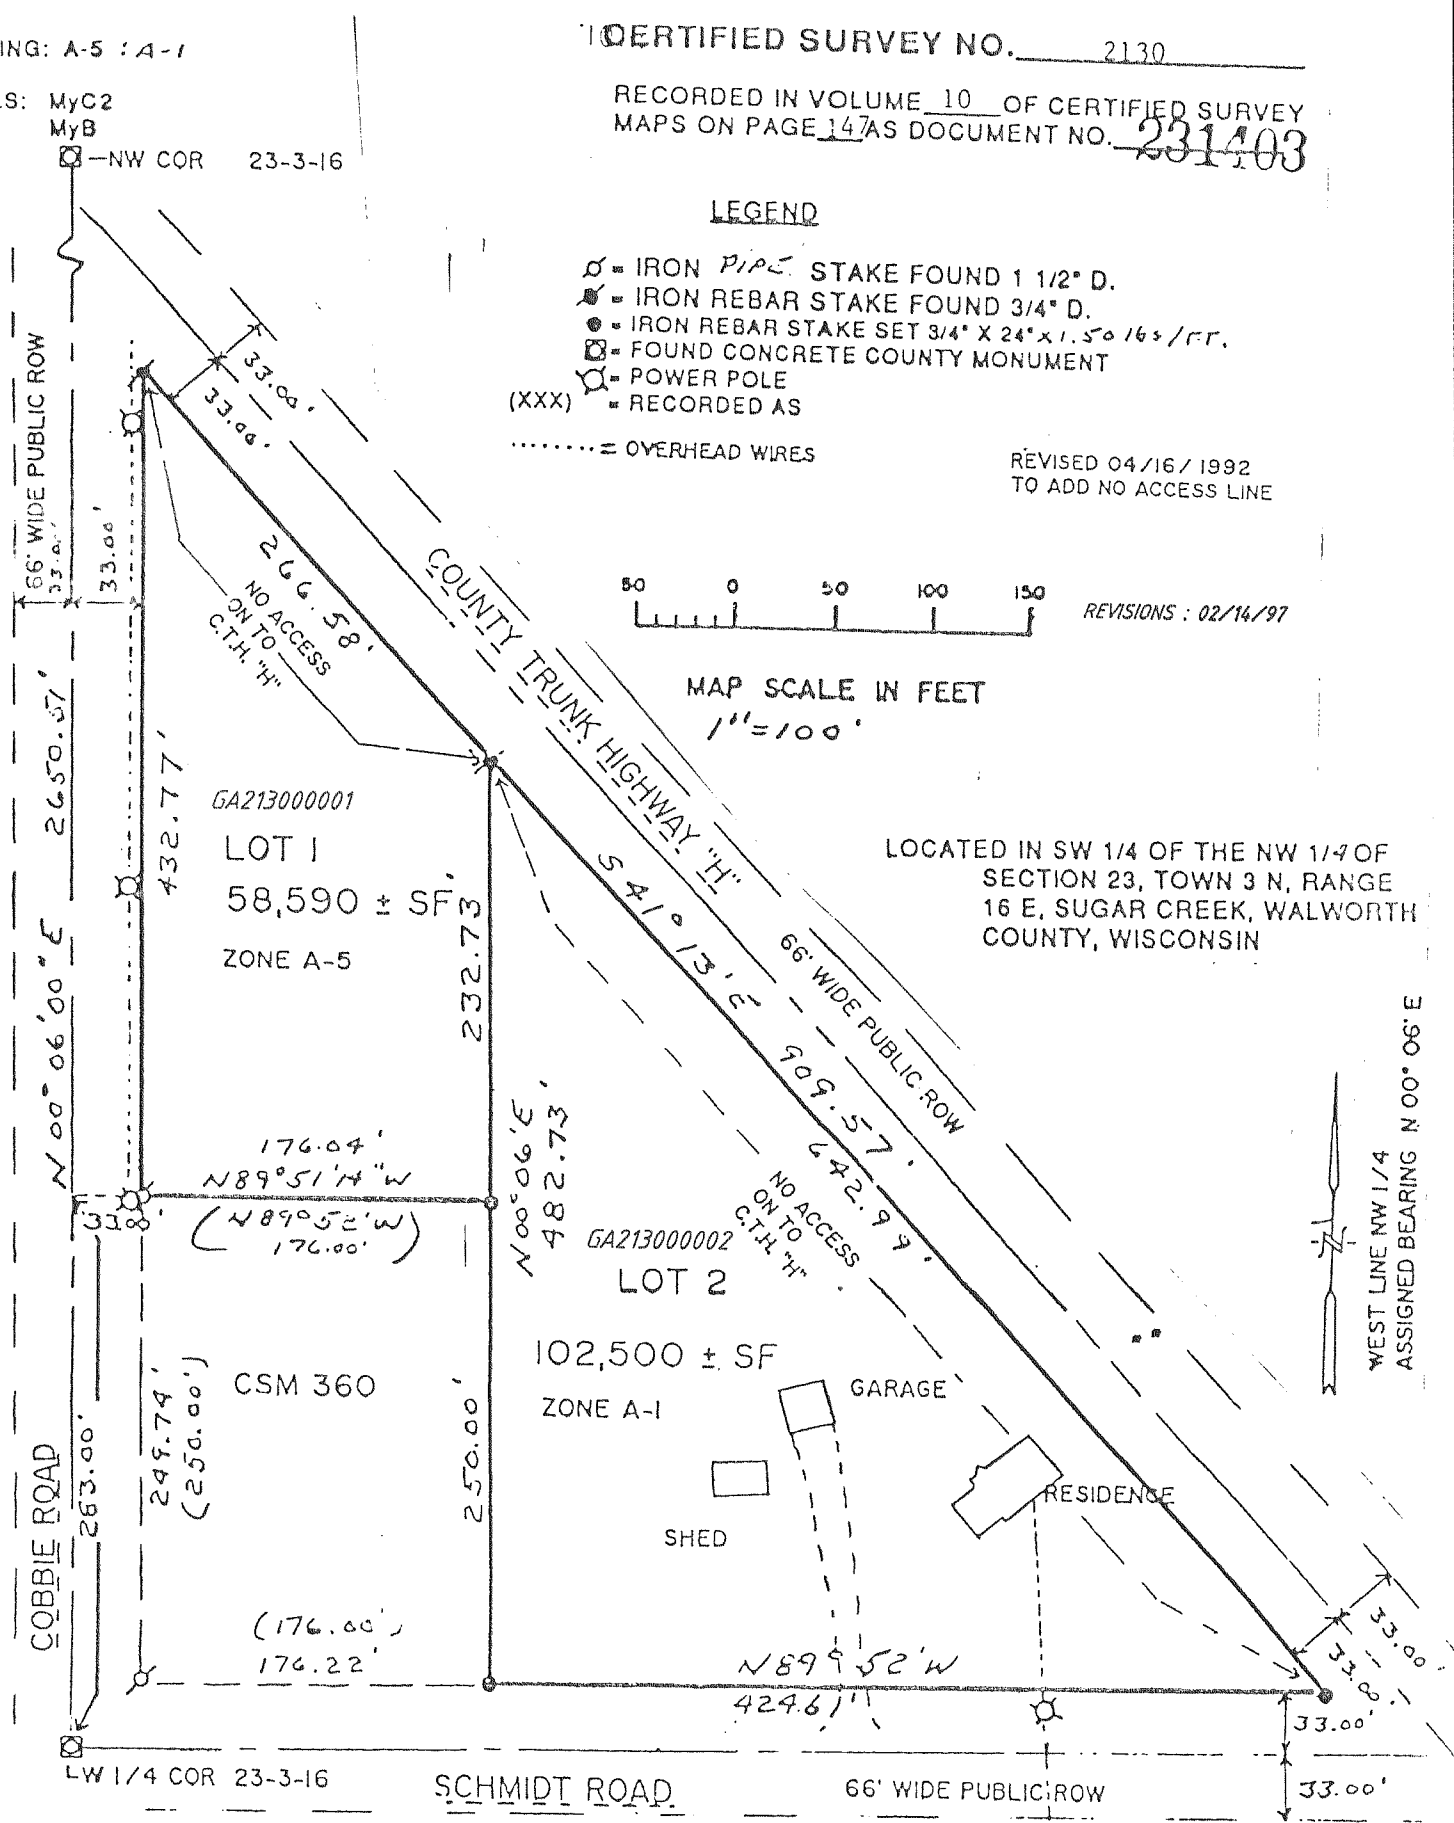 ING: A-5 : A-1
S: MyC2
MyB
CERTIFIED SURVEY NO. 2130
RECORDED IN VOLUME 10 OF CERTIFIED SURVEY
MAPS ON PAGE 147 AS DOCUMENT NO. 231403
NW COR 23-3-16
LEGEND
= IRON PIPE STAKE FOUND 1 1/2" D.
= IRON REBAR STAKE FOUND 3/4" D.
= IRON REBAR STAKE SET 3/4" X 24" x 1.50 lbs/FT.
= FOUND CONCRETE COUNTY MONUMENT
= POWER POLE
(XXX) = RECORDED AS
........ = OVERHEAD WIRES
REVISED 04/16/1992
TO ADD NO ACCESS LINE
50 0 50 100 150
REVISIONS : 02/14/97
MAP SCALE IN FEET
1"=100'
LOCATED IN SW 1/4 OF THE NW 1/4 OF
SECTION 23, TOWN 3 N, RANGE
16 E, SUGAR CREEK, WALWORTH
COUNTY, WISCONSIN
66' WIDE PUBLIC ROW
33.0'
33.00'
33.00'
33.00'
266.58'
NO ACCESS
ON TO
C.T.H. "H"
COUNTY TRUNK HIGHWAY "H"
66' WIDE PUBLIC ROW
S 41° 13' E 909.57'
642.99'
N 00° 06' 00" E 2650.51'
432.77'
GA213000001
LOT 1
58,590 ± SF
ZONE A-5
232.73'
176.04'
N89°51'14"W
(N89°52'W)
176.00'
33.00'
N00°06'E
482.73'
GA213000002
LOT 2
102,500 ± SF
ZONE A-1
NO ACCESS
ON TO
C.T.H. "H"
CSM 360
249.74'
(250.00')
250.00'
263.00'
COBBIE ROAD
GARAGE
SHED
RESIDENCE
(176.00')
176.22'
N89°52'W
424.61'
33.00'
33.00'
33.00'
33.00'
WEST LINE NW 1/4
ASSIGNED BEARING N 00° 06' E
W 1/4 COR 23-3-16
SCHMIDT ROAD
66' WIDE PUBLIC ROW